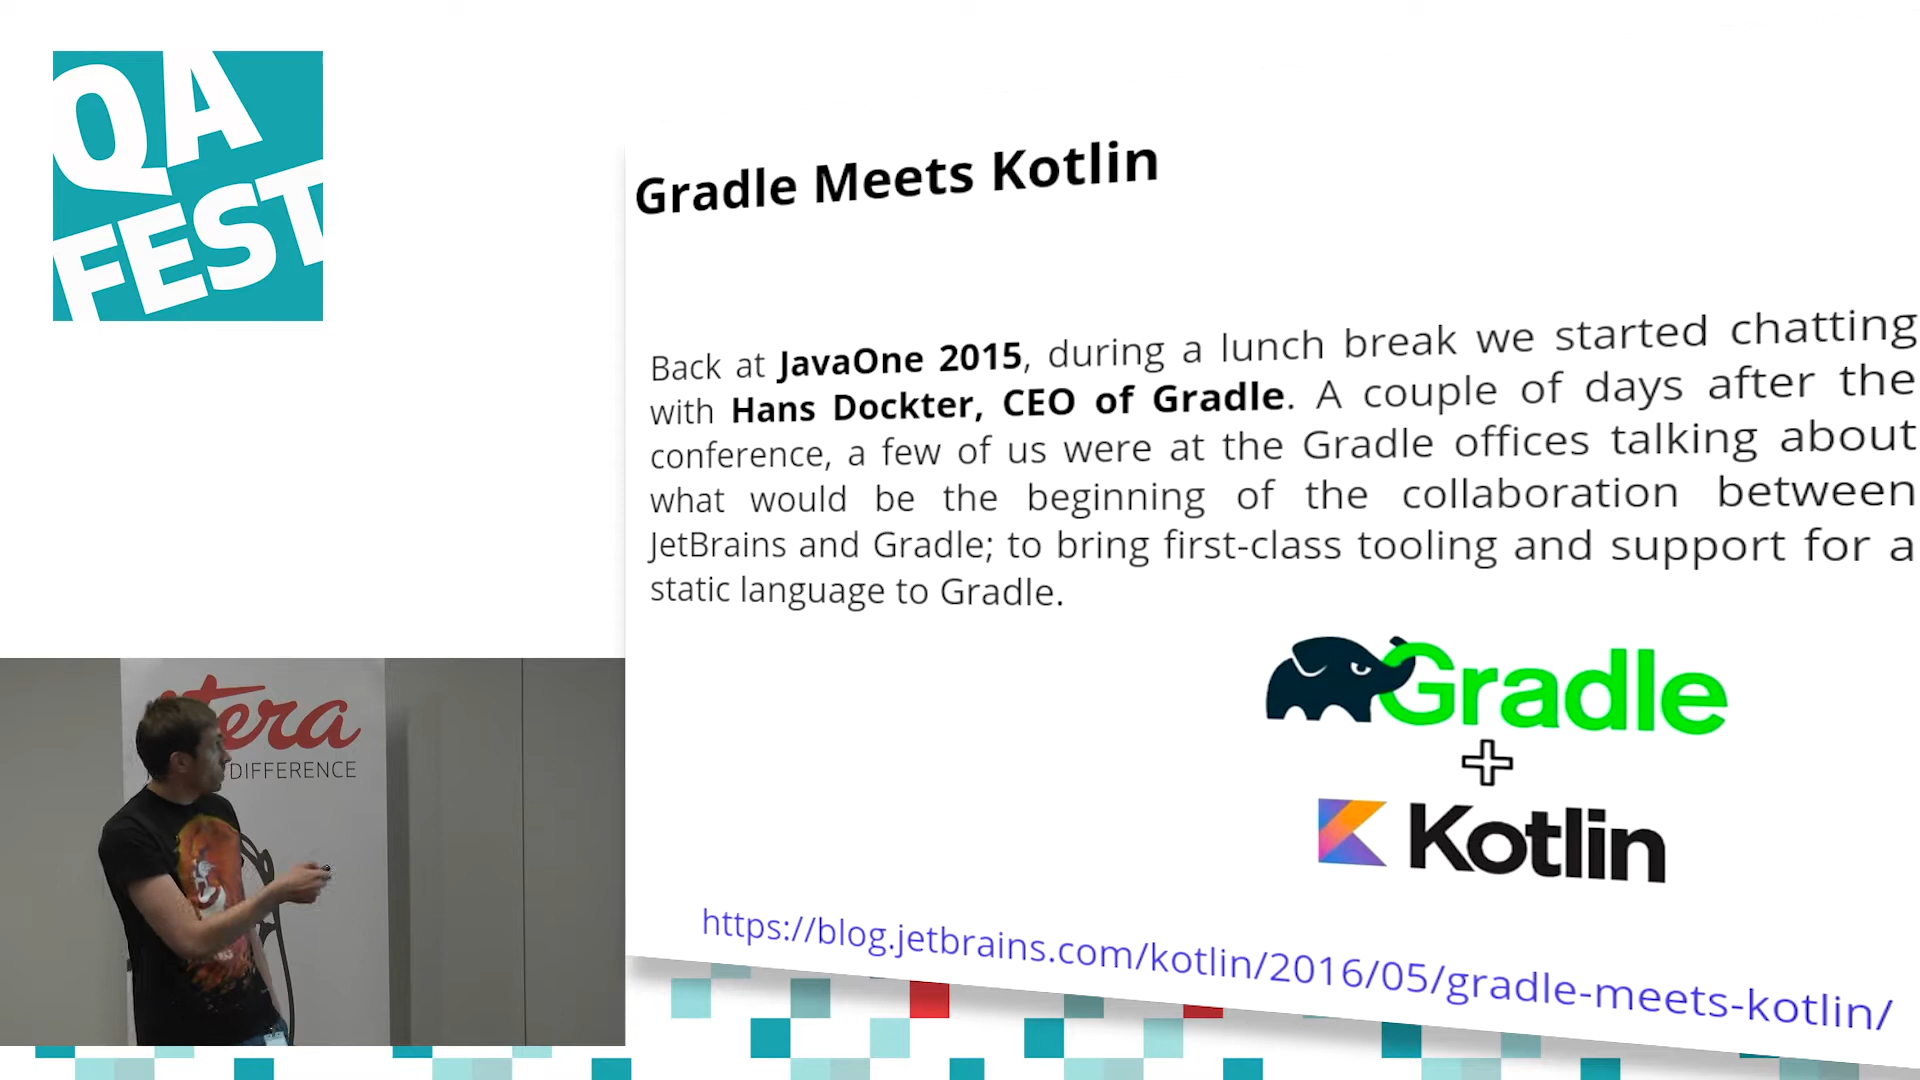 QA
FEST
Gradle Meets Kotlin
Back at JavaOne 2015, during a lunch break we started chatting
with Hans Dockter, CEO of Gradle. A couple of days after the
conference, a few of us were at the Gradle offices talking about
what would be the beginning of the collaboration between
JetBrains and Gradle; to bring first-class tooling and support for a
static language to Gradle.
Gradle
+
Kotlin
https://blog.jetbrains.com/kotlin/2016/05/gradle-meets-kotlin/
DIFFERENCE